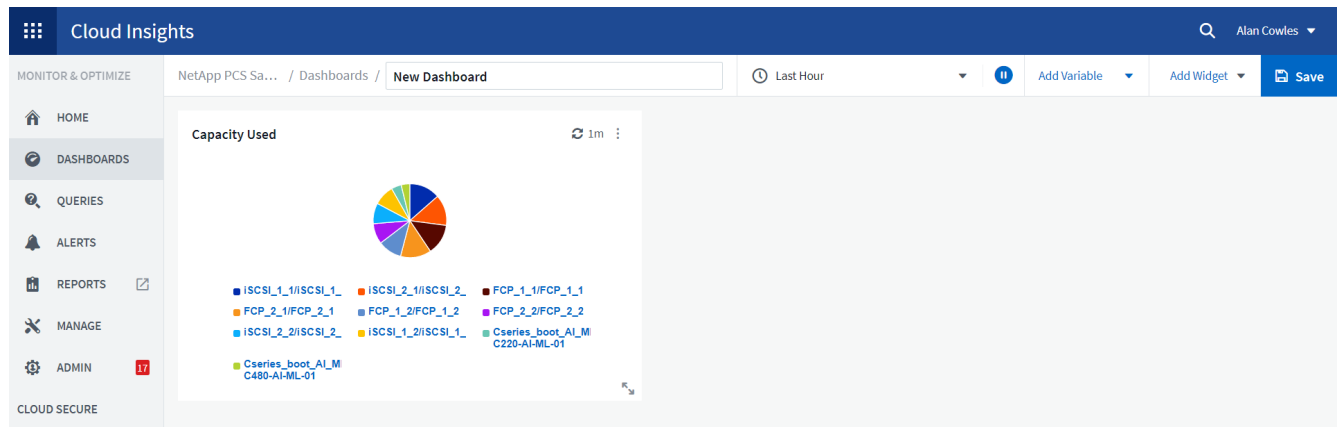 Cloud Insights
Alan Cowles
MONITOR & OPTIMIZE
NetApp PCS Sa... / Dashboards / New Dashboard
Last Hour
Add Variable
Add Widget
Save
HOME
DASHBOARDS
QUERIES
ALERTS
REPORTS
MANAGE
ADMIN
17
CLOUD SECURE
Capacity Used
1m
iSCSI_1_1/iSCSI_1_
iSCSI_2_1/iSCSI_2_
FCP_1_1/FCP_1_1
FCP_2_1/FCP_2_1
FCP_1_2/FCP_1_2
FCP_2_2/FCP_2_2
iSCSI_2_2/iSCSI_2_
iSCSI_1_2/iSCSI_1_
Cseries_boot_AI_M
C220-AI-ML-01
Cseries_boot_AI_M
C480-AI-ML-01